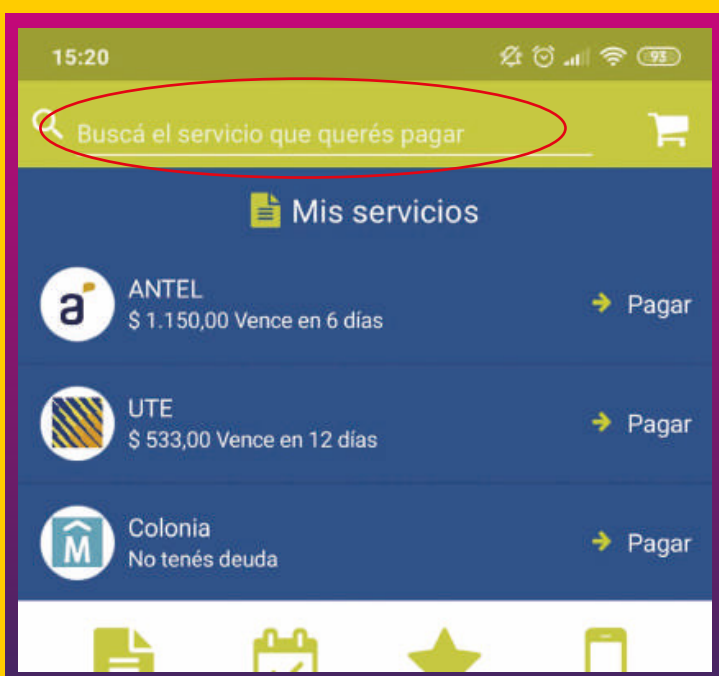 15:20
93
Buscá el servicio que querés pagar
Mis servicios
a
ANTEL
$ 1.150,00 Vence en 6 días
Pagar
UTE
$ 533,00 Vence en 12 días
Pagar
M
Colonia
No tenés deuda
Pagar